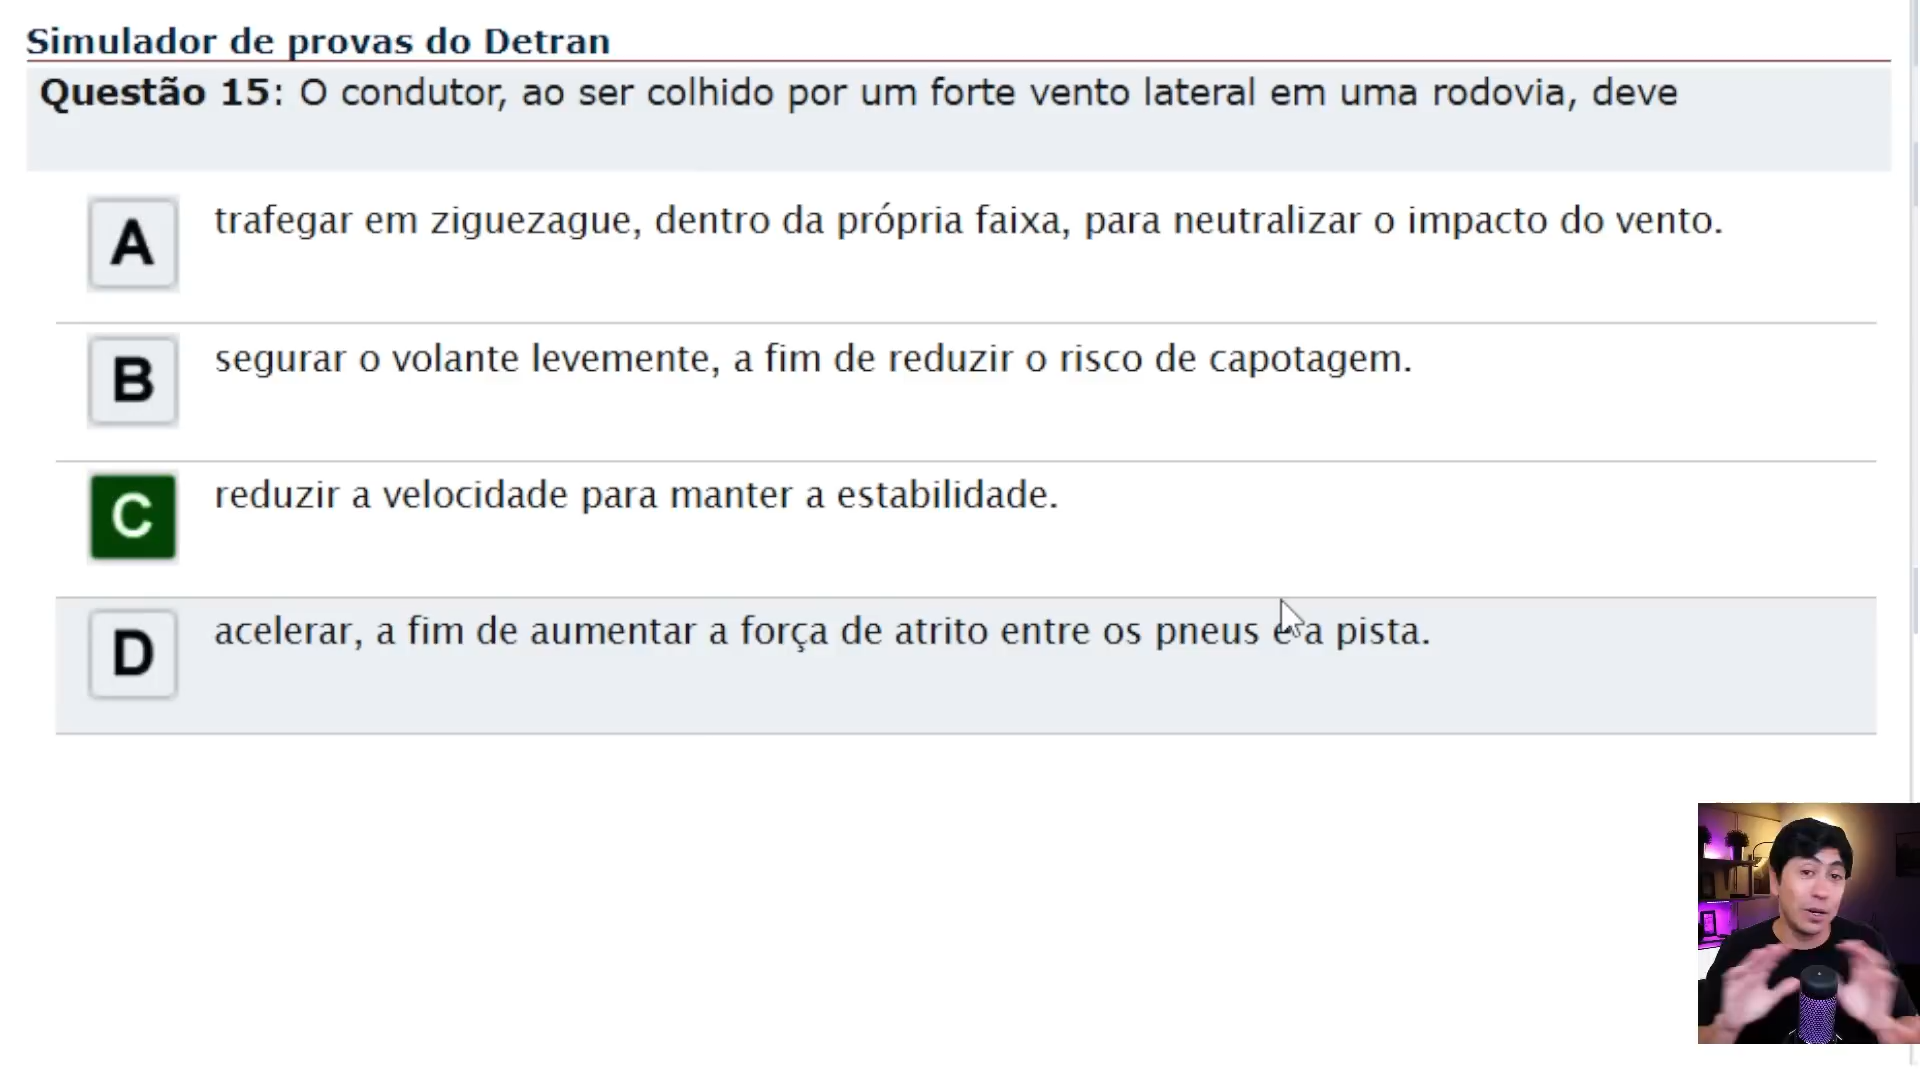 Simulador de provas do Detran
Questão 15: O condutor, ao ser colhido por um forte vento lateral em uma rodovia, deve
A trafegar em ziguezague, dentro da própria faixa, para neutralizar o impacto do vento.
B segurar o volante levemente, a fim de reduzir o risco de capotagem.
C reduzir a velocidade para manter a estabilidade.
D acelerar, a fim de aumentar a força de atrito entre os pneus e a pista.